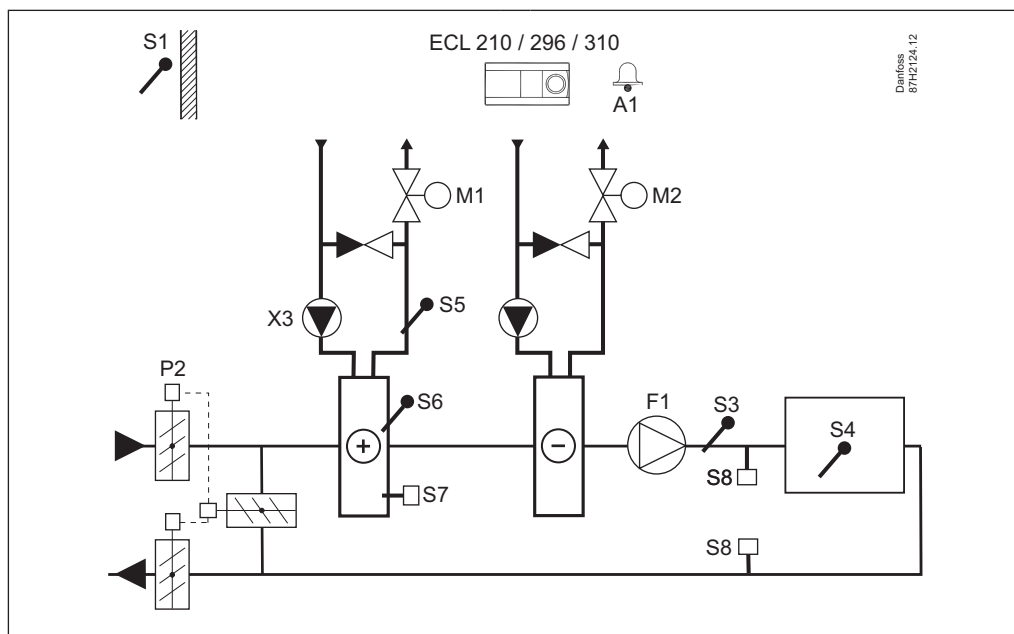 S1
ECL 210 / 296 / 310
A1
Danfoss
87H2124.12
M1
M2
X3
S5
P2
S6
F1
S3
S4
+
−
S7
S8
S8